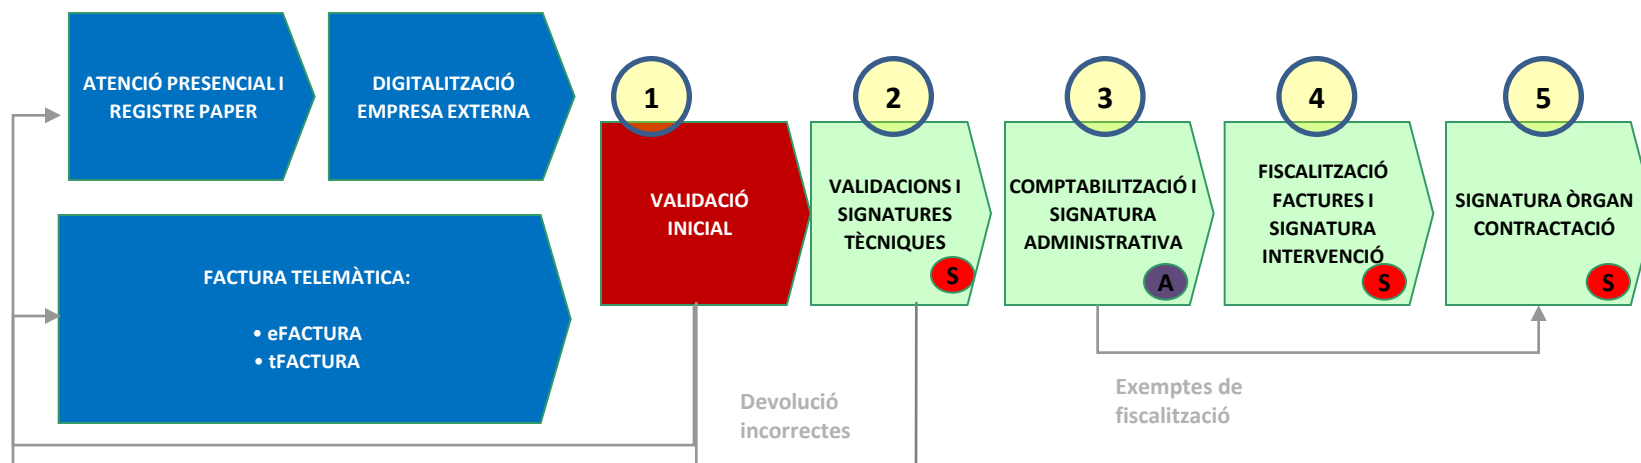 ATENCIÓ PRESENCIAL I
REGISTRE PAPER
DIGITALITZACIÓ
EMPRESA EXTERNA
FACTURA TELEMÀTICA:
• eFACTURA
• tFACTURA
1
VALIDACIÓ
INICIAL
2
VALIDACIONS I
SIGNATURES
TÈCNIQUES
S
3
COMPTABILITZACIÓ I
SIGNATURA
ADMINISTRATIVA
A
4
FISCALITZACIÓ
FACTURES I
SIGNATURA
INTERVENCIÓ
S
5
SIGNATURA ÒRGAN
CONTRACTACIÓ
S
Devolució
incorrectes
Exemptes de
fiscalització